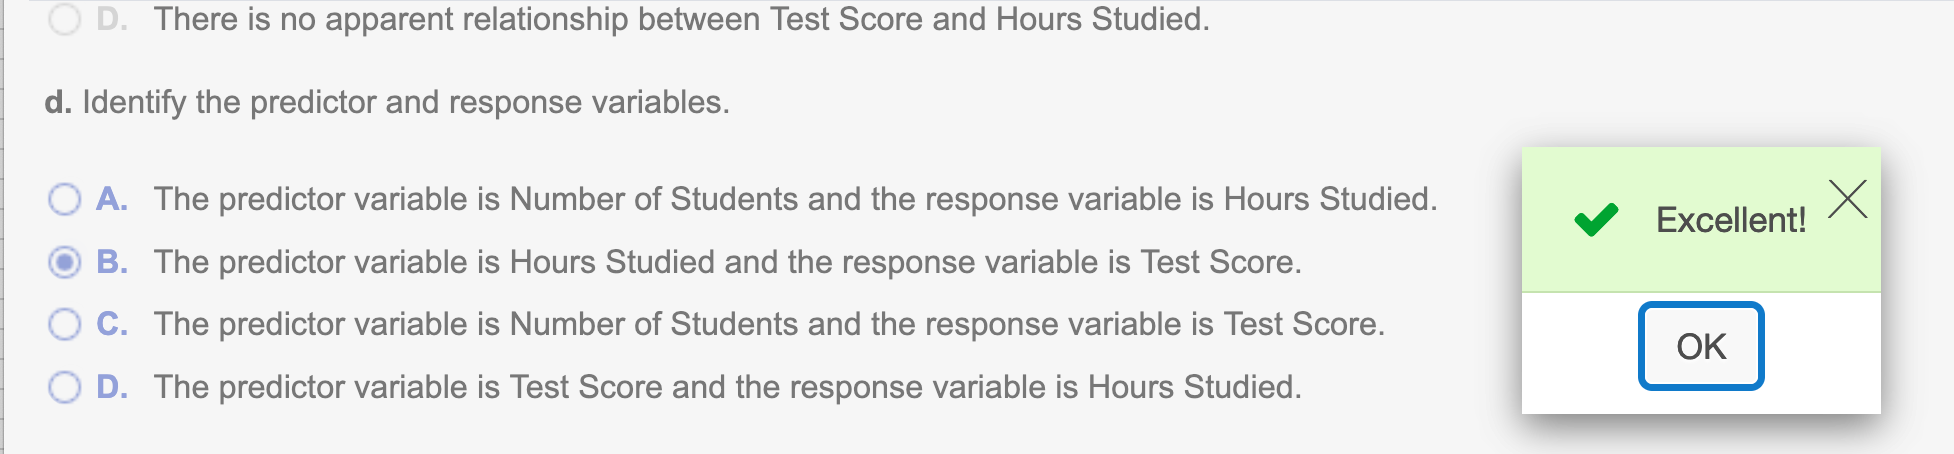 D. There is no apparent relationship between Test Score and Hours Studied.
d. Identify the predictor and response variables.
A. The predictor variable is Number of Students and the response variable is Hours Studied.
B. The predictor variable is Hours Studied and the response variable is Test Score.
C. The predictor variable is Number of Students and the response variable is Test Score.
D. The predictor variable is Test Score and the response variable is Hours Studied.
Excellent!
OK